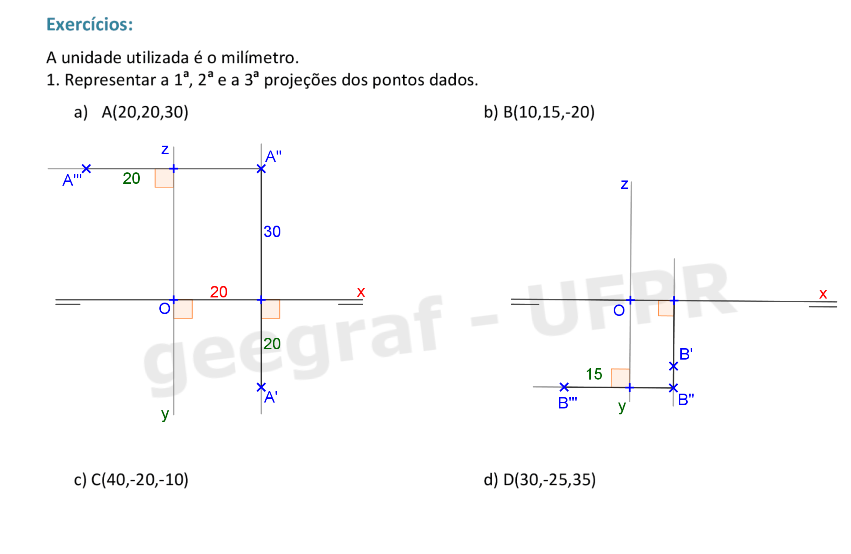 Exercícios:
A unidade utilizada é o milímetro.
1. Representar a 1ª, 2ª e a 3ª projeções dos pontos dados.
a) A(20,20,30)
b) B(10,15,-20)
z
A''
A'''
20
30
20
x
O
20
A'
y
z
x
O
B'
15
B'''
B''
y
geegraf - UFPR
c) C(40,-20,-10)
d) D(30,-25,35)